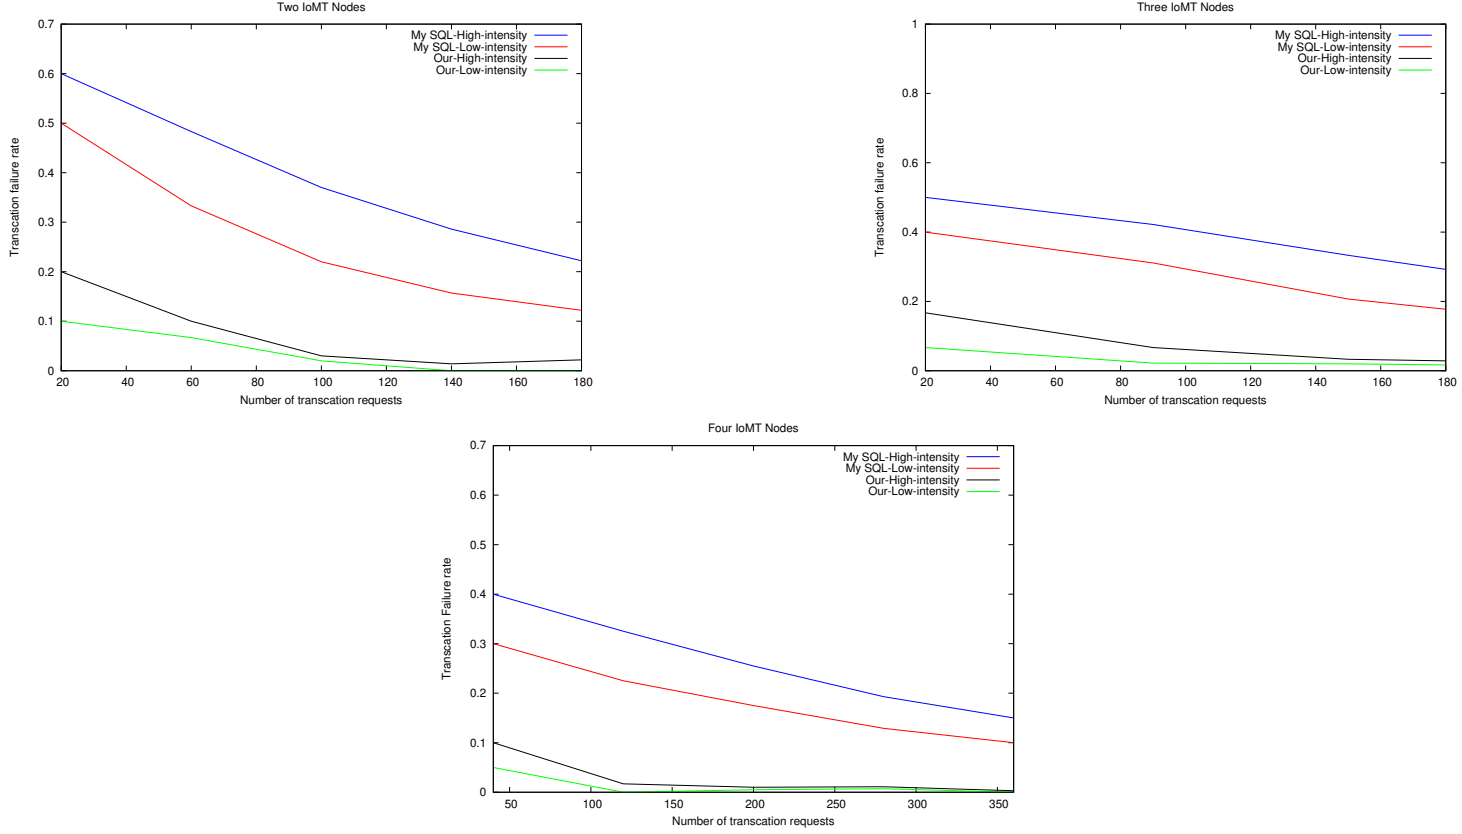 Two IoMT Nodes
My SQL-High-intensity
My SQL-Low-intensity
Our-High-intensity
Our-Low-intensity
0.7
0.6
0.5
0.4
0.3
0.2
0.1
0
Transcation failure rate
20 40 60 80 100 120 140 160 180
Number of transcation requests
Three IoMT Nodes
My SQL-High-intensity
My SQL-Low-intensity
Our-High-intensity
Our-Low-intensity
1
0.8
0.6
0.4
0.2
0
Transcation failure rate
20 40 60 80 100 120 140 160 180
Number of transcation requests
Four IoMT Nodes
My SQL-High-intensity
My SQL-Low-intensity
Our-High-intensity
Our-Low-intensity
0.7
0.6
0.5
0.4
0.3
0.2
0.1
0
Transcation Failure rate
50 100 150 200 250 300 350
Number of transcation requests